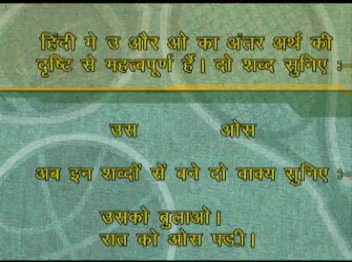 हिंदी मे उ और ओ का अंतर अर्थ की
दृष्टि से महत्वपूर्ण हैं। दो शब्द सुनिए :-
उस ओस
अब इन शब्दों सें बने दो वाक्य सुनिए :-
उसको बुलाओ।
रात को ओस पडी।